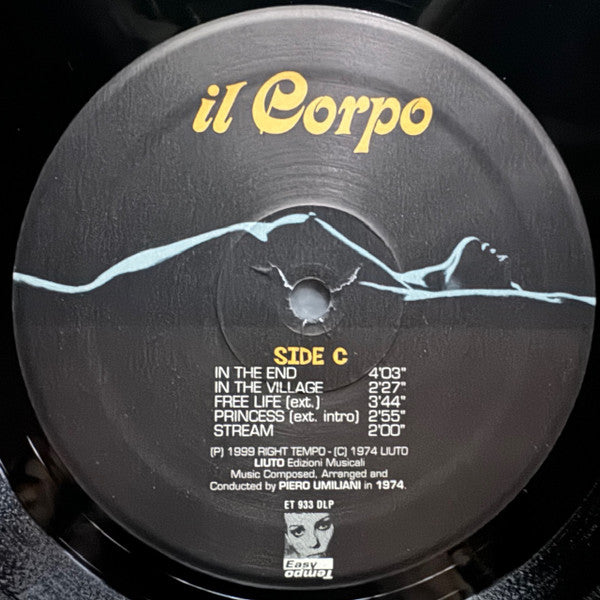 il Corpo
SIDE C
IN THE END 4'03"
IN THE VILLAGE 2'27"
FREE LIFE (ext.) 3'44"
PRINCESS (ext. intro) 2'55"
STREAM 2'00"
(P) 1999 RIGHT TEMPO - (C) 1974 LIUTO
LIUTO Edizioni Musicali
Music Composed, Arranged and
Conducted by PIERO UMILIANI in 1974.
ET 933 DLP
Easy
Tempo